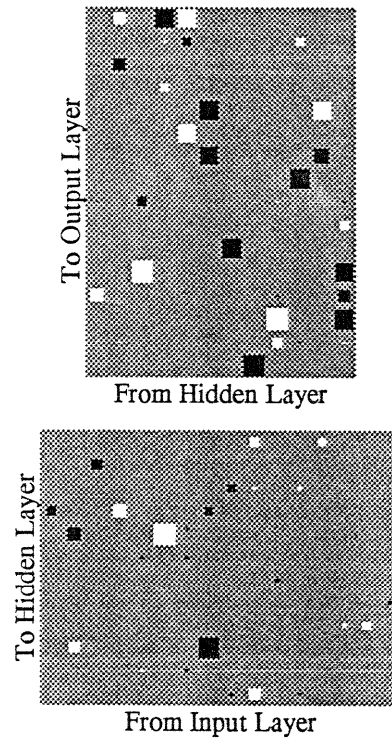 To Output Layer
From Hidden Layer
To Hidden Layer
From Input Layer